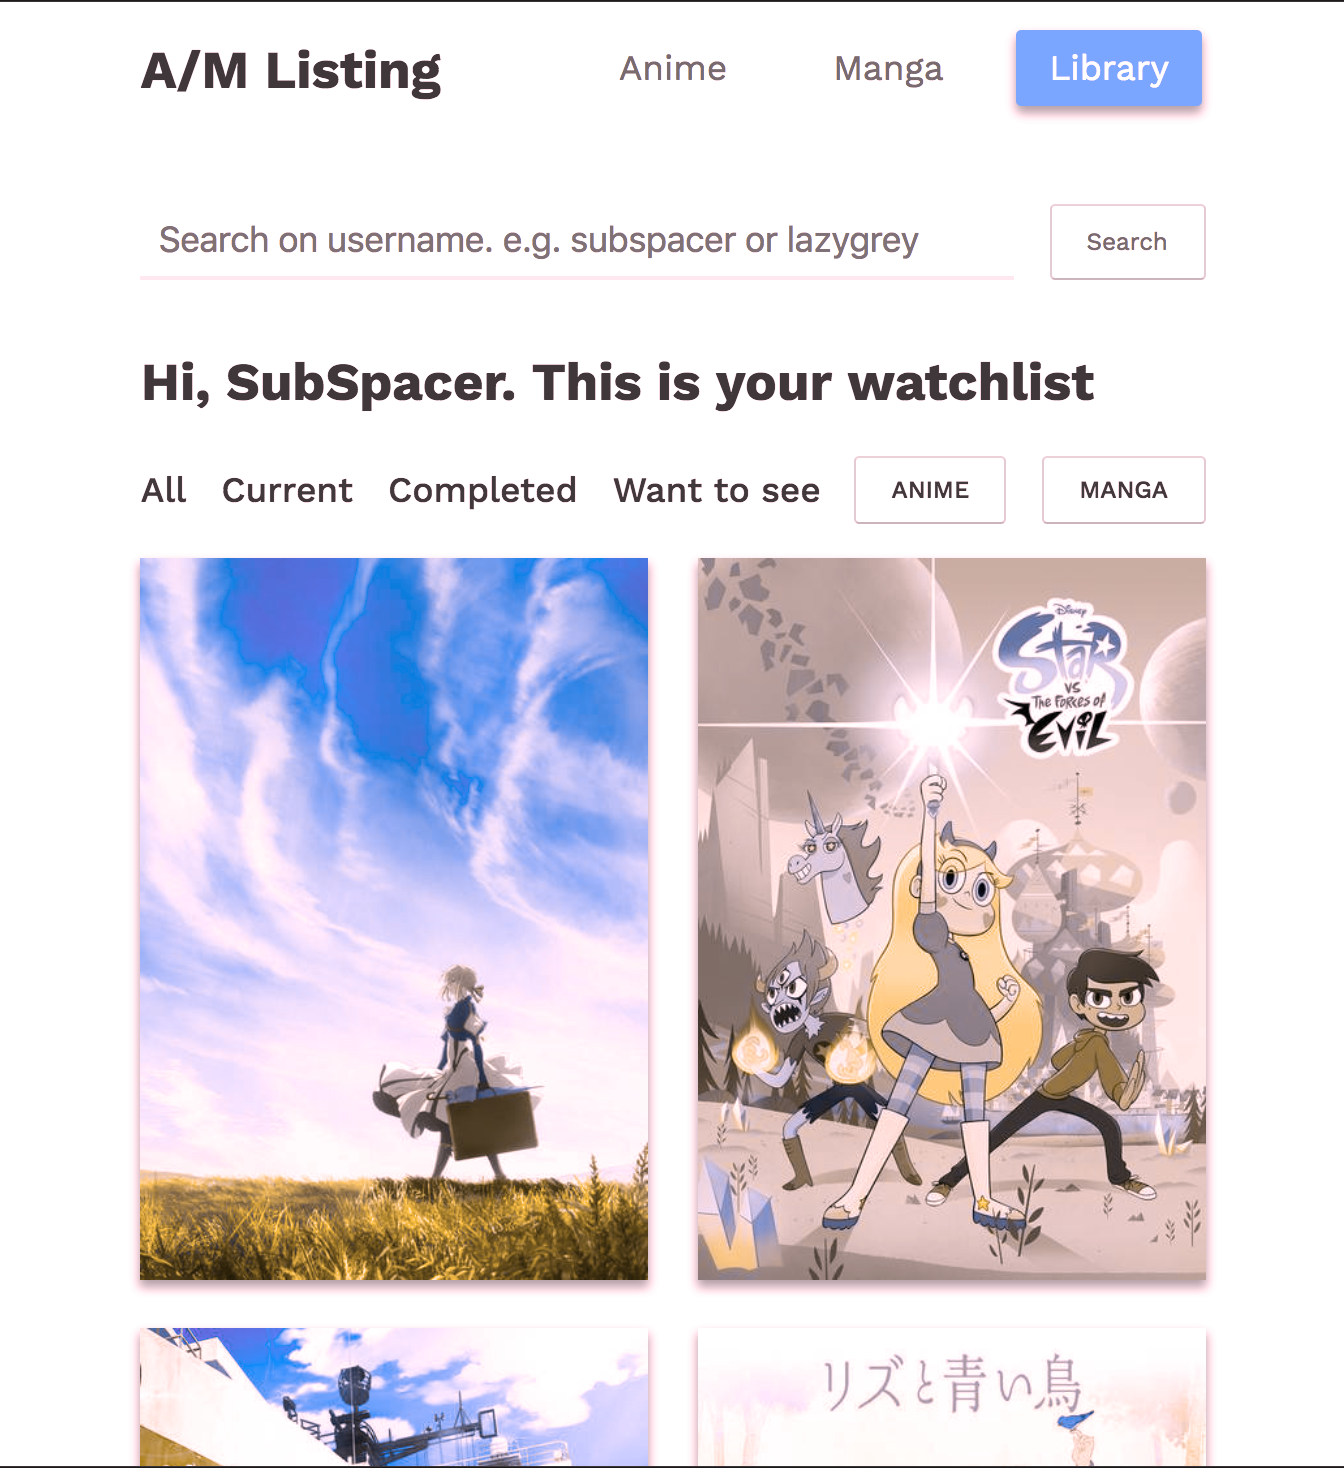 A/M Listing Anime Manga Library
Search on username. e.g. subspacer or lazygrey Search
Hi, SubSpacer. This is your watchlist
All Current Completed Want to see ANIME MANGA
Disney
STAR
VS
The FORCES of
EVIL
リズと青い鳥